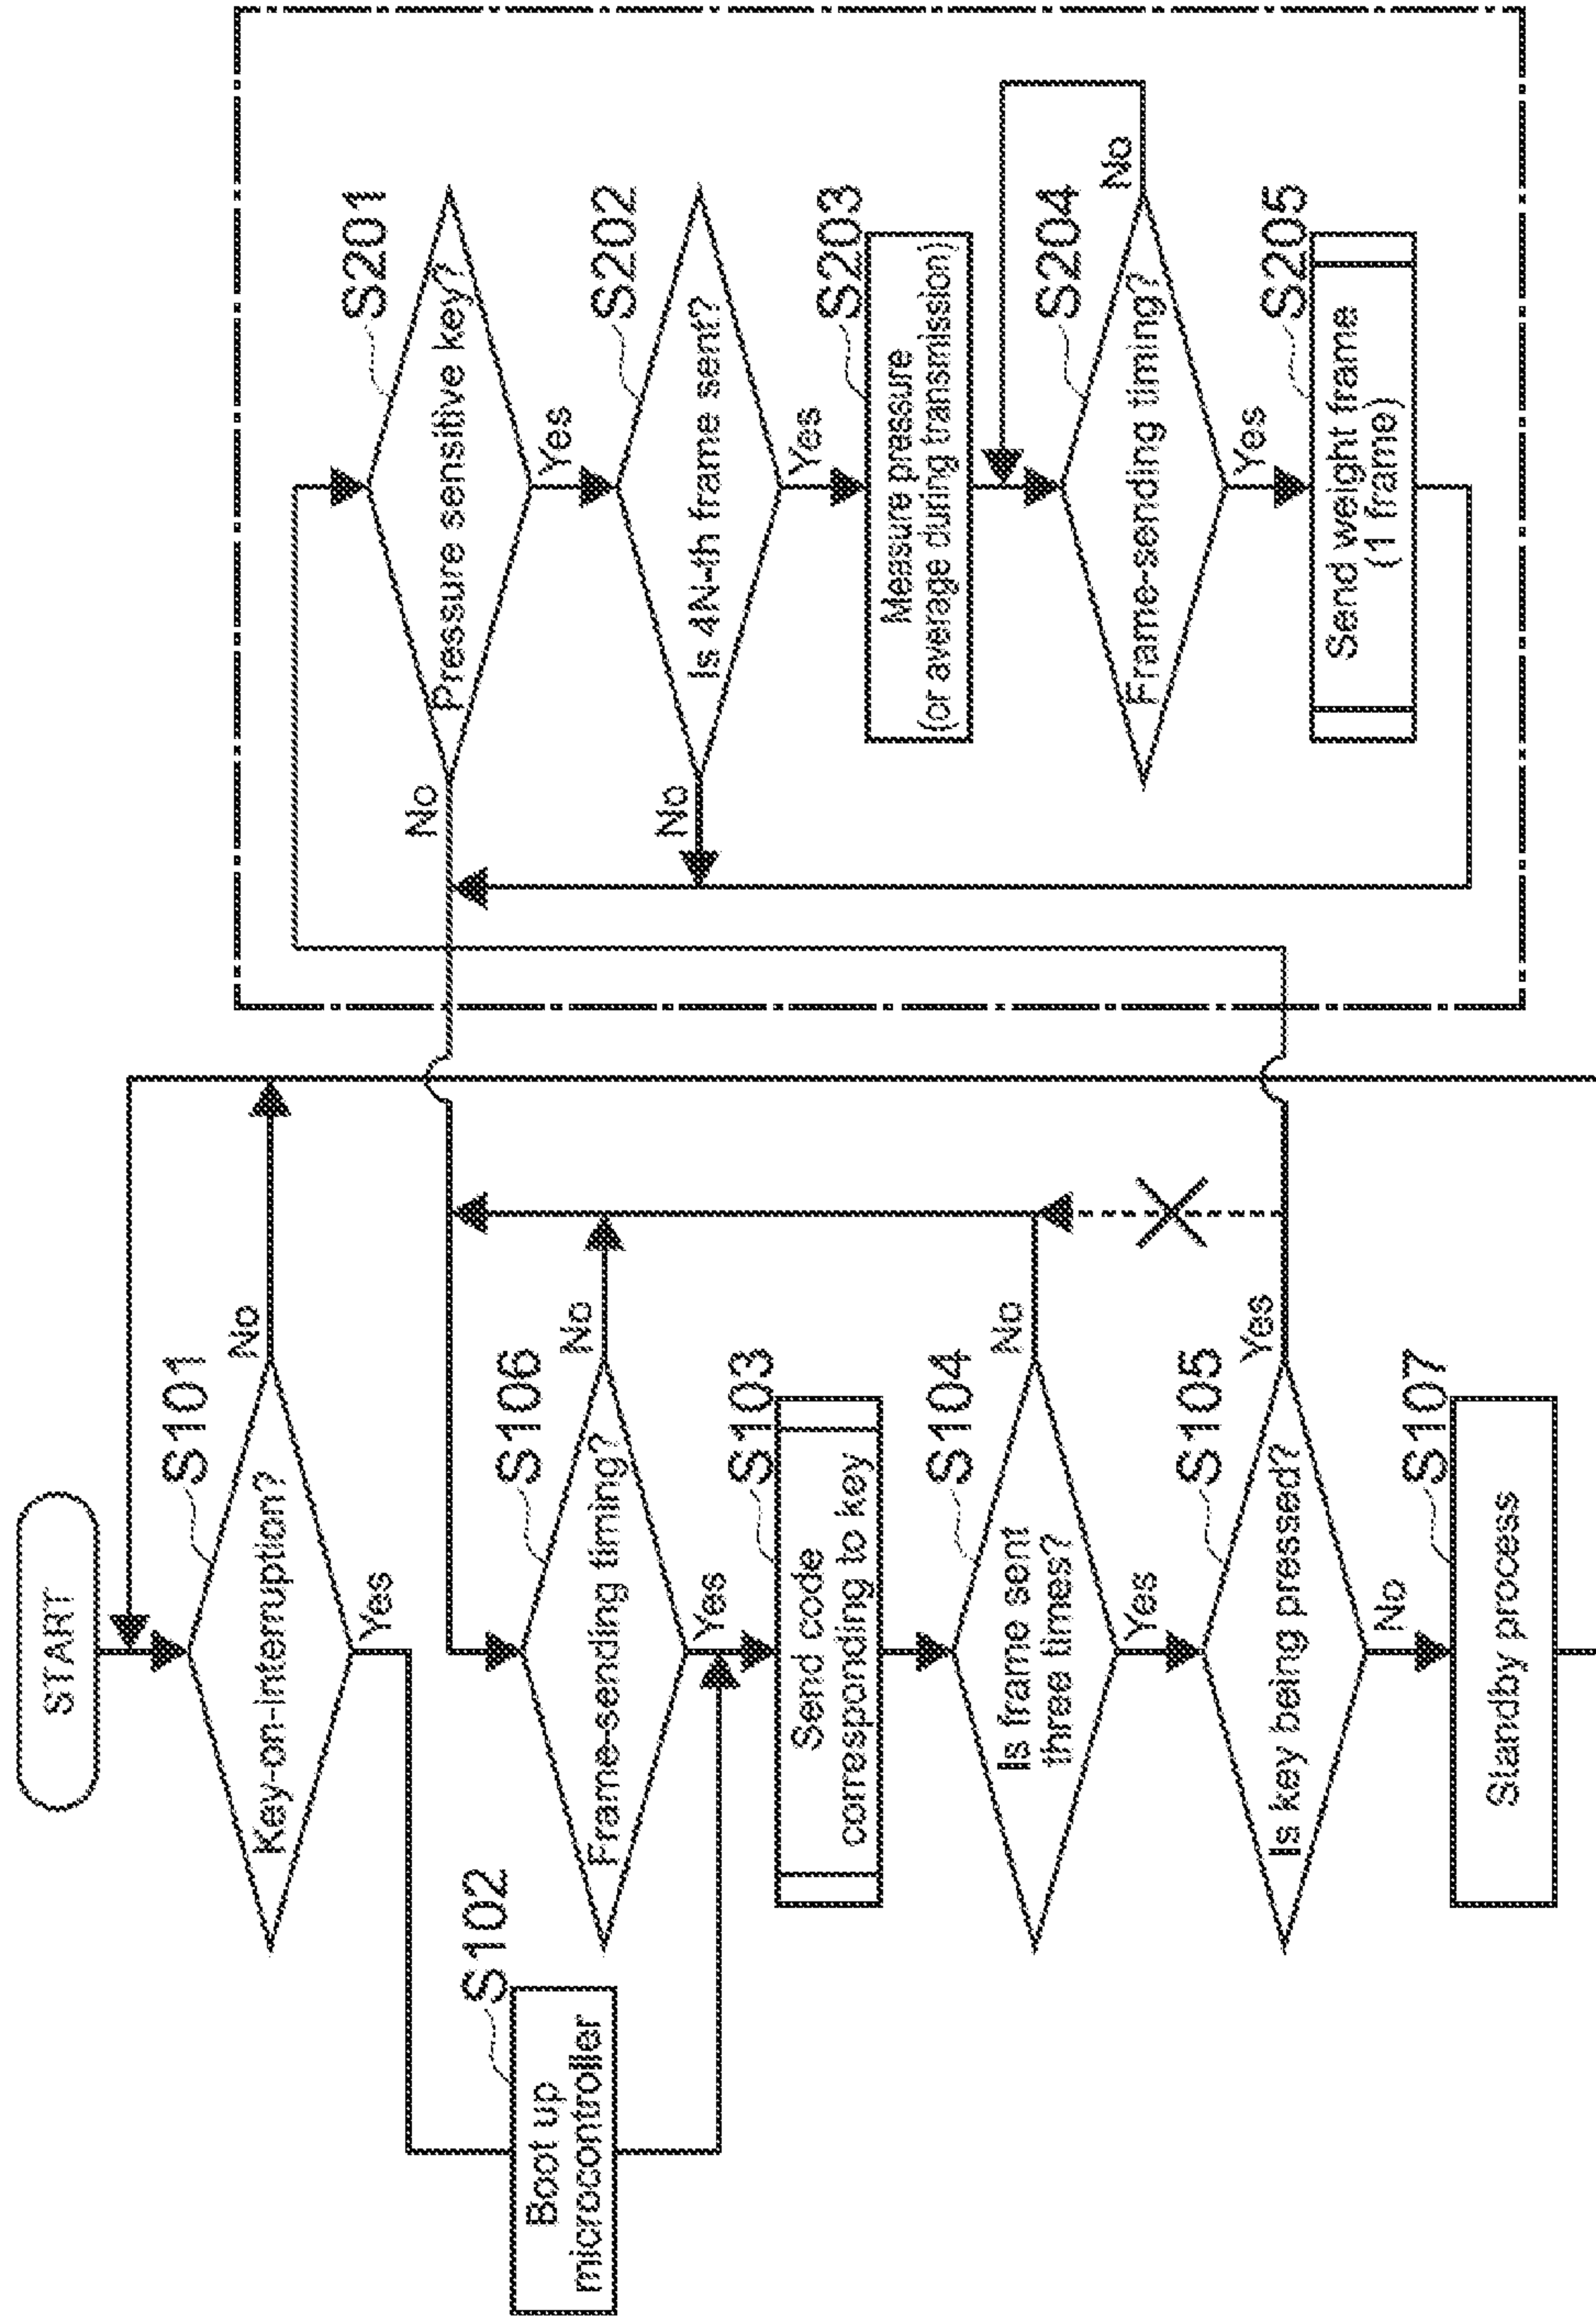 START
S101
Key-on-Interruption?
No
Yes
S102
Boot up
microcontroller
S106
Frame-sending timing?
No
Yes
S103
Send code
corresponding to key
S104
Is frame sent
three times?
No
Yes
S105
Is key being pressed?
Yes
No
S107
Standby process
S201
Pressure sensitive key?
No
Yes
S202
Is 4N-th frame sent?
No
Yes
S203
Measure pressure
(or average during transmission)
S204
Frame-sending timing?
No
Yes
S205
Send weight frame
(1 frame)